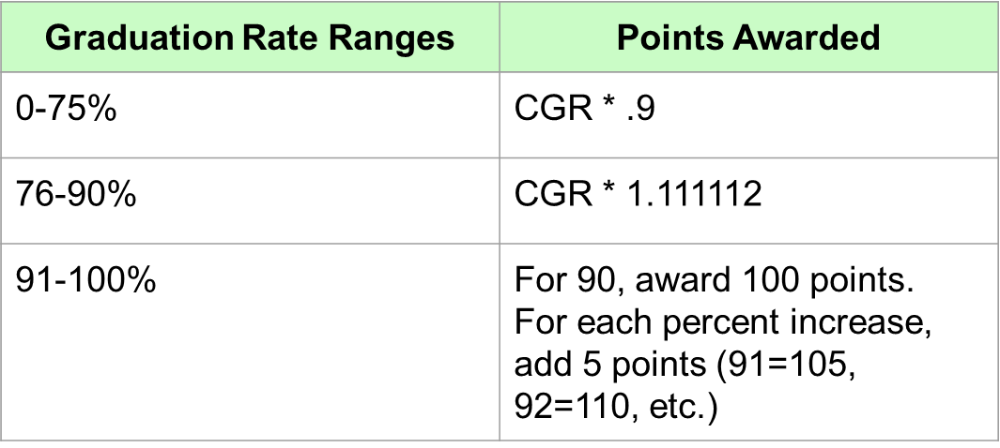 Graduation Rate Ranges
Points Awarded
0-75%
CGR * .9
76-90%
CGR * 1.111112
91-100%
For 90, award 100 points.
For each percent increase,
add 5 points (91=105,
92=110, etc.)